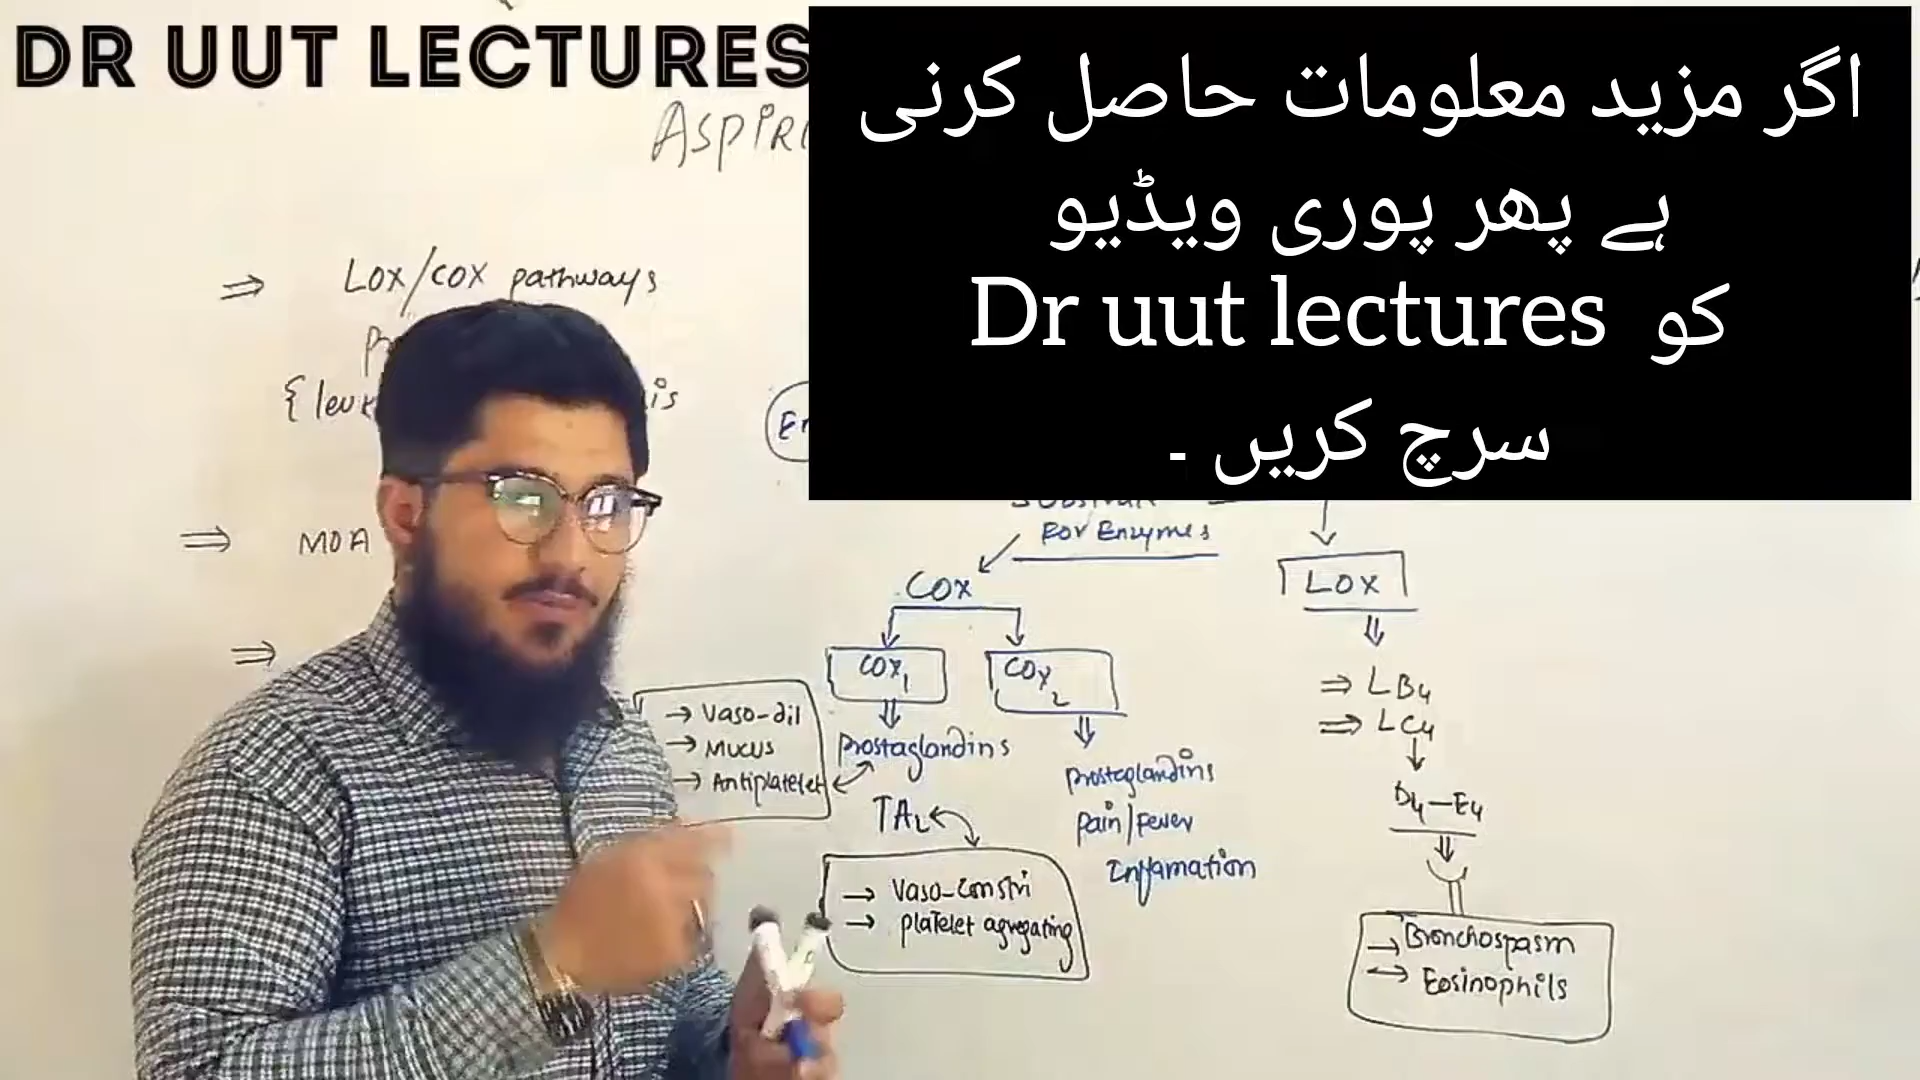 DR UUT LECTURES
اگر مزید معلومات حاصل کرنی
ہے پھر پوری ویڈیو
کو Dr uut lectures
سرچ کریں ۔
⇒ LOX/COX pathways
⇒ MOA
⇒
For Enzymes
COX
LOX
COX1
COX2
⇒ LB4
⇒ LC4
→ Vaso-dil
→ Mucus
→ Antiplatelet
Prostaglandins
Prostaglandins
Pain/Fever
Inflamation
TA2
D4-E4
→ Vaso-constri
→ Platelet agregating
→ Bronchospasm
→ Eosinophils